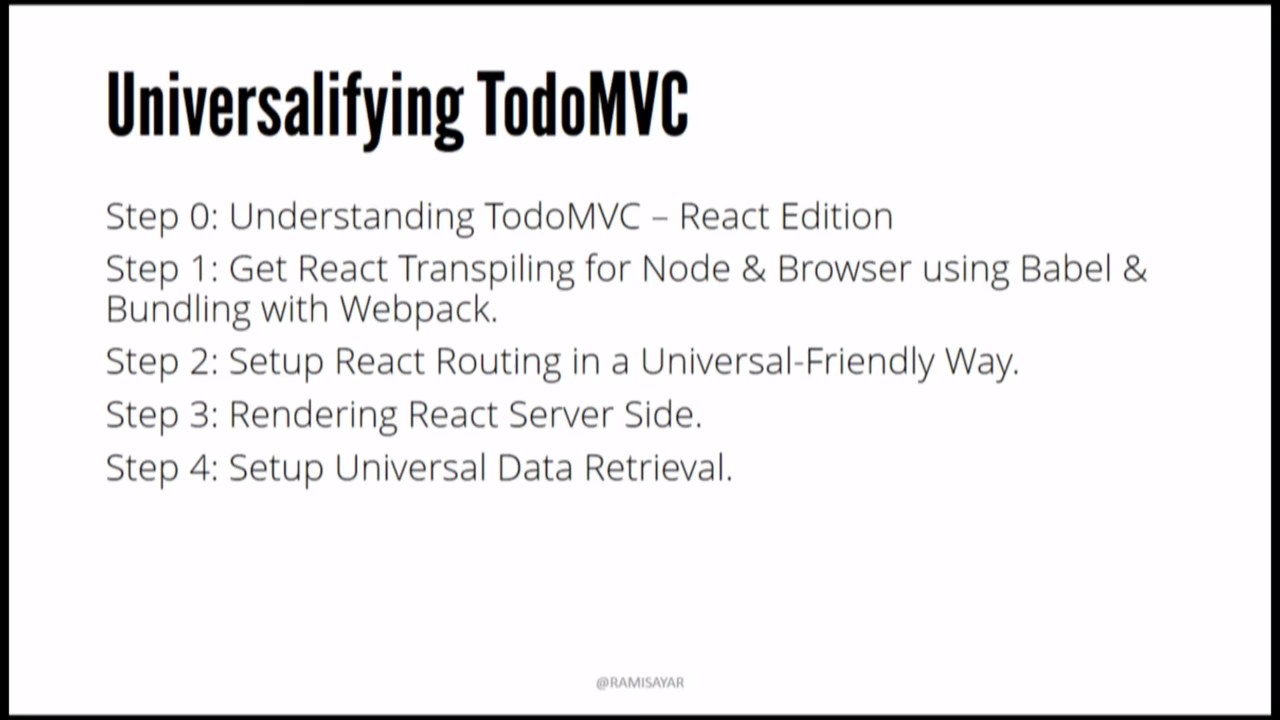 Universalifying TodoMVC
Step 0: Understanding TodoMVC – React Edition
Step 1: Get React Transpiling for Node & Browser using Babel &
Bundling with Webpack.
Step 2: Setup React Routing in a Universal-Friendly Way.
Step 3: Rendering React Server Side.
Step 4: Setup Universal Data Retrieval.
@RAMISAYAR